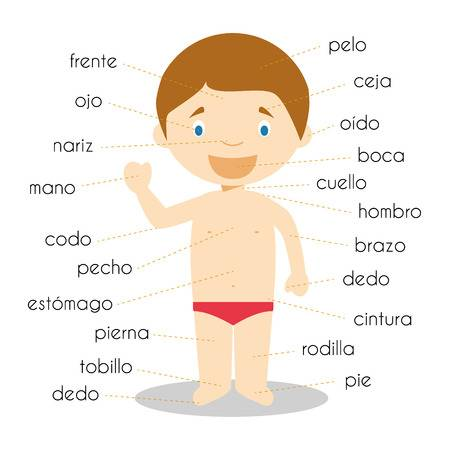 frente
ojo
nariz
mano
codo
pecho
estómago
pierna
tobillo
dedo
pelo
ceja
oído
boca
cuello
hombro
brazo
dedo
cintura
rodilla
pie